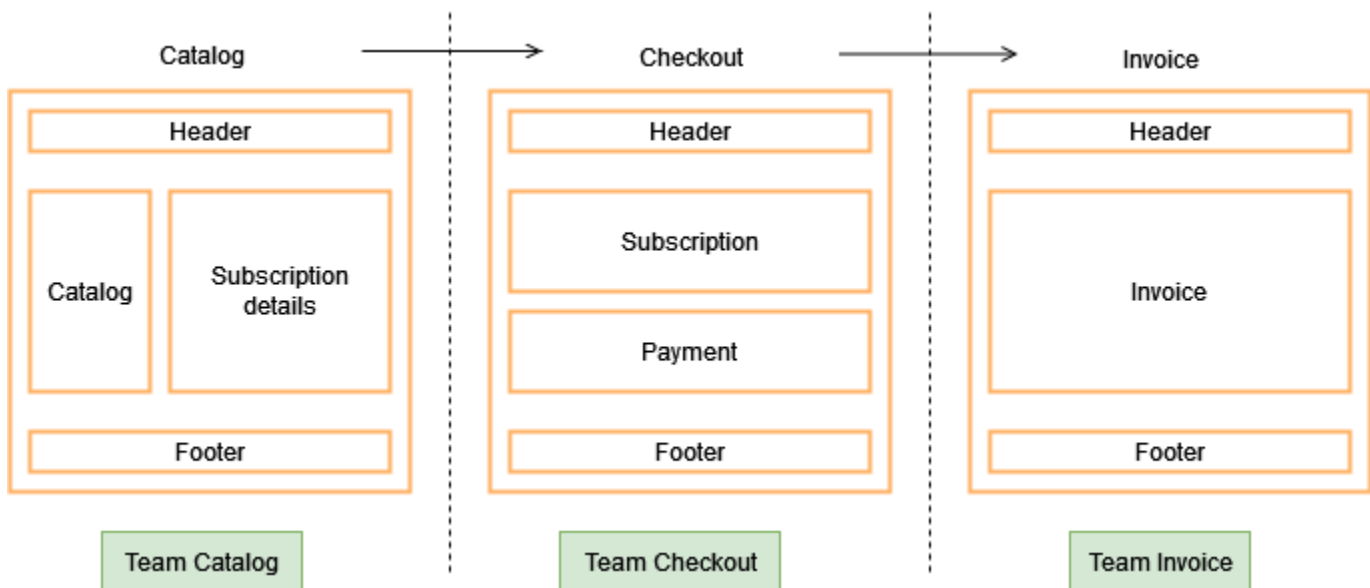 Catalog
Checkout
Invoice
Header
Header
Header
Catalog
Subscription
details
Subscription
Payment
Invoice
Footer
Footer
Footer
Team Catalog
Team Checkout
Team Invoice